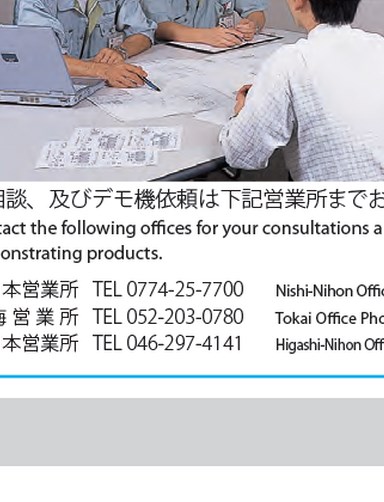 相談、及びデモ機依頼は下記営業所までお
tact the following offices for your consultations a
onstrating products.
本営業所 TEL 0774-25-7700 Nishi-Nihon Offic
海営業所 TEL 052-203-0780 Tokai Office Pho
本営業所 TEL 046-297-4141 Higashi-Nihon Off